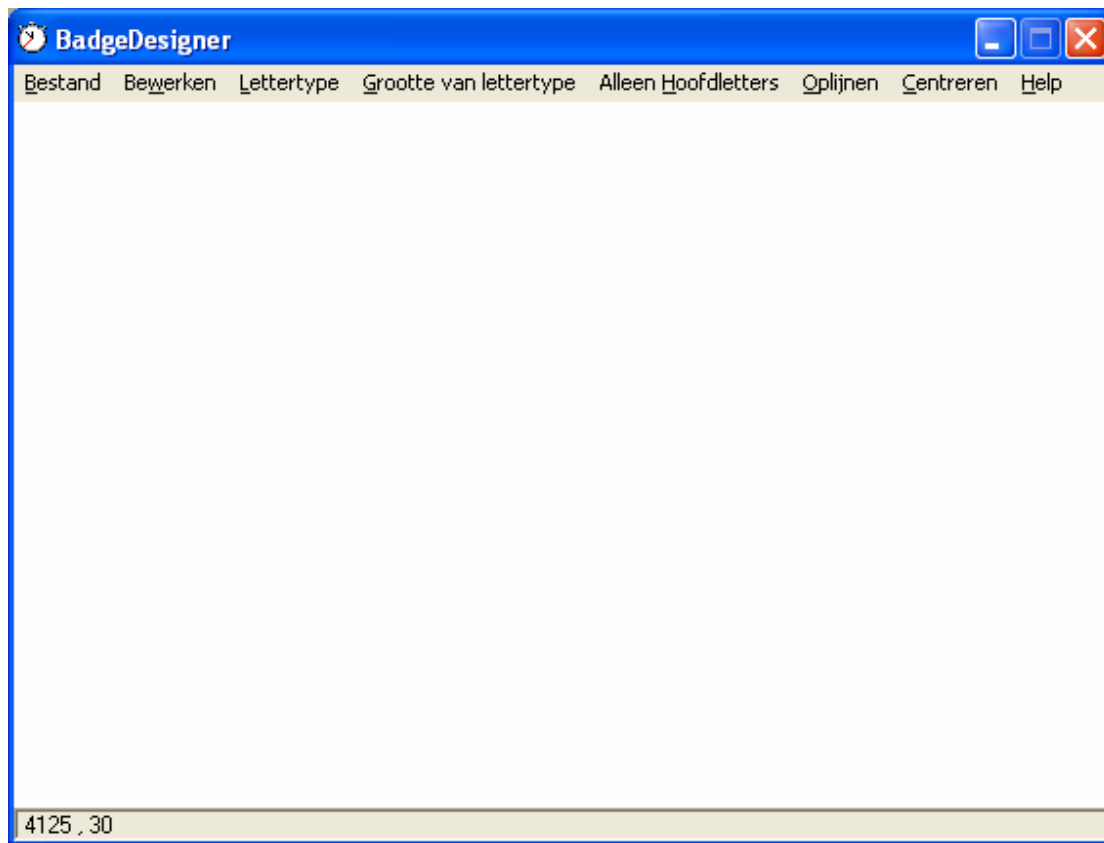 BadgeDesigner
Bestand Bewerken Lettertype Grootte van lettertype Alleen Hoofdletters Oplijnen Centreren Help
4125 , 30